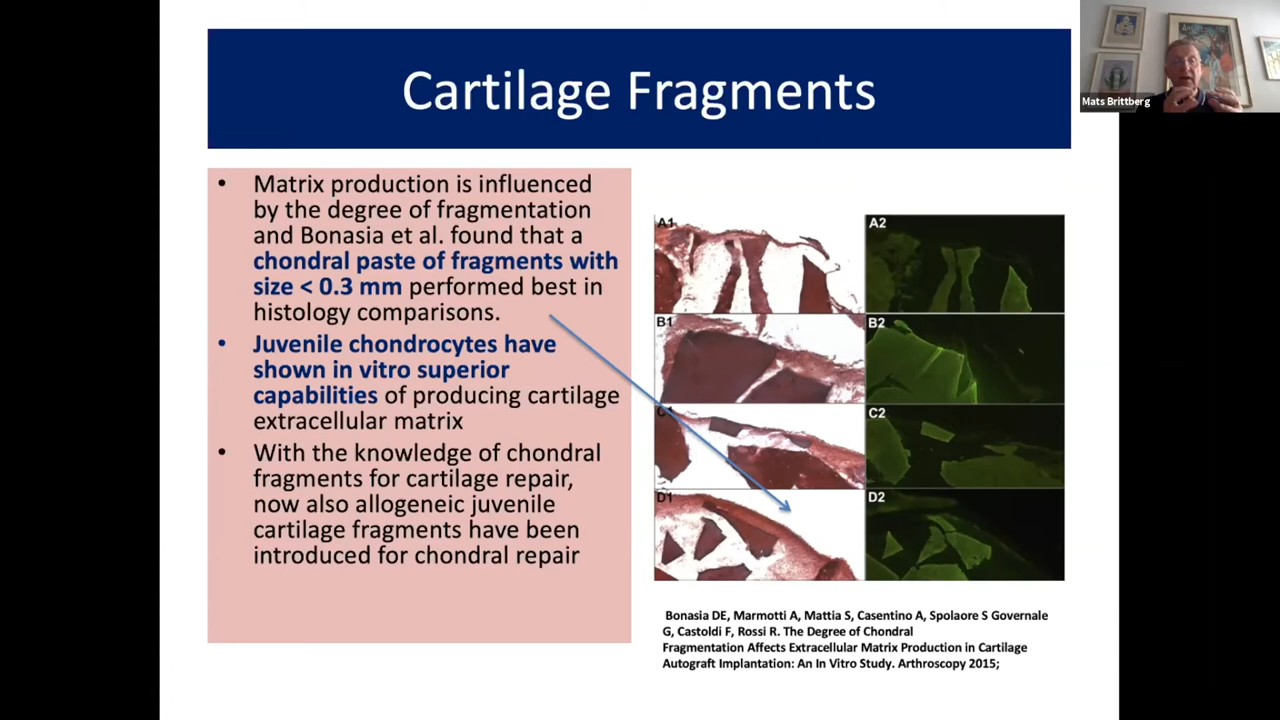 Cartilage Fragments
Mats Brittberg
• Matrix production is influenced
by the degree of fragmentation
and Bonasia et al. found that a
chondral paste of fragments with
size < 0.3 mm performed best in
histology comparisons.
• Juvenile chondrocytes have
shown in vitro superior
capabilities of producing cartilage
extracellular matrix
• With the knowledge of chondral
fragments for cartilage repair,
now also allogeneic juvenile
cartilage fragments have been
introduced for chondral repair
A1
A2
B1
B2
C1
C2
D1
D2
Bonasia DE, Marmotti A, Mattia S, Casentino A, Spolaore S Governale
G, Castoldi F, Rossi R. The Degree of Chondral
Fragmentation Affects Extracellular Matrix Production in Cartilage
Autograft Implantation: An In Vitro Study. Arthroscopy 2015;